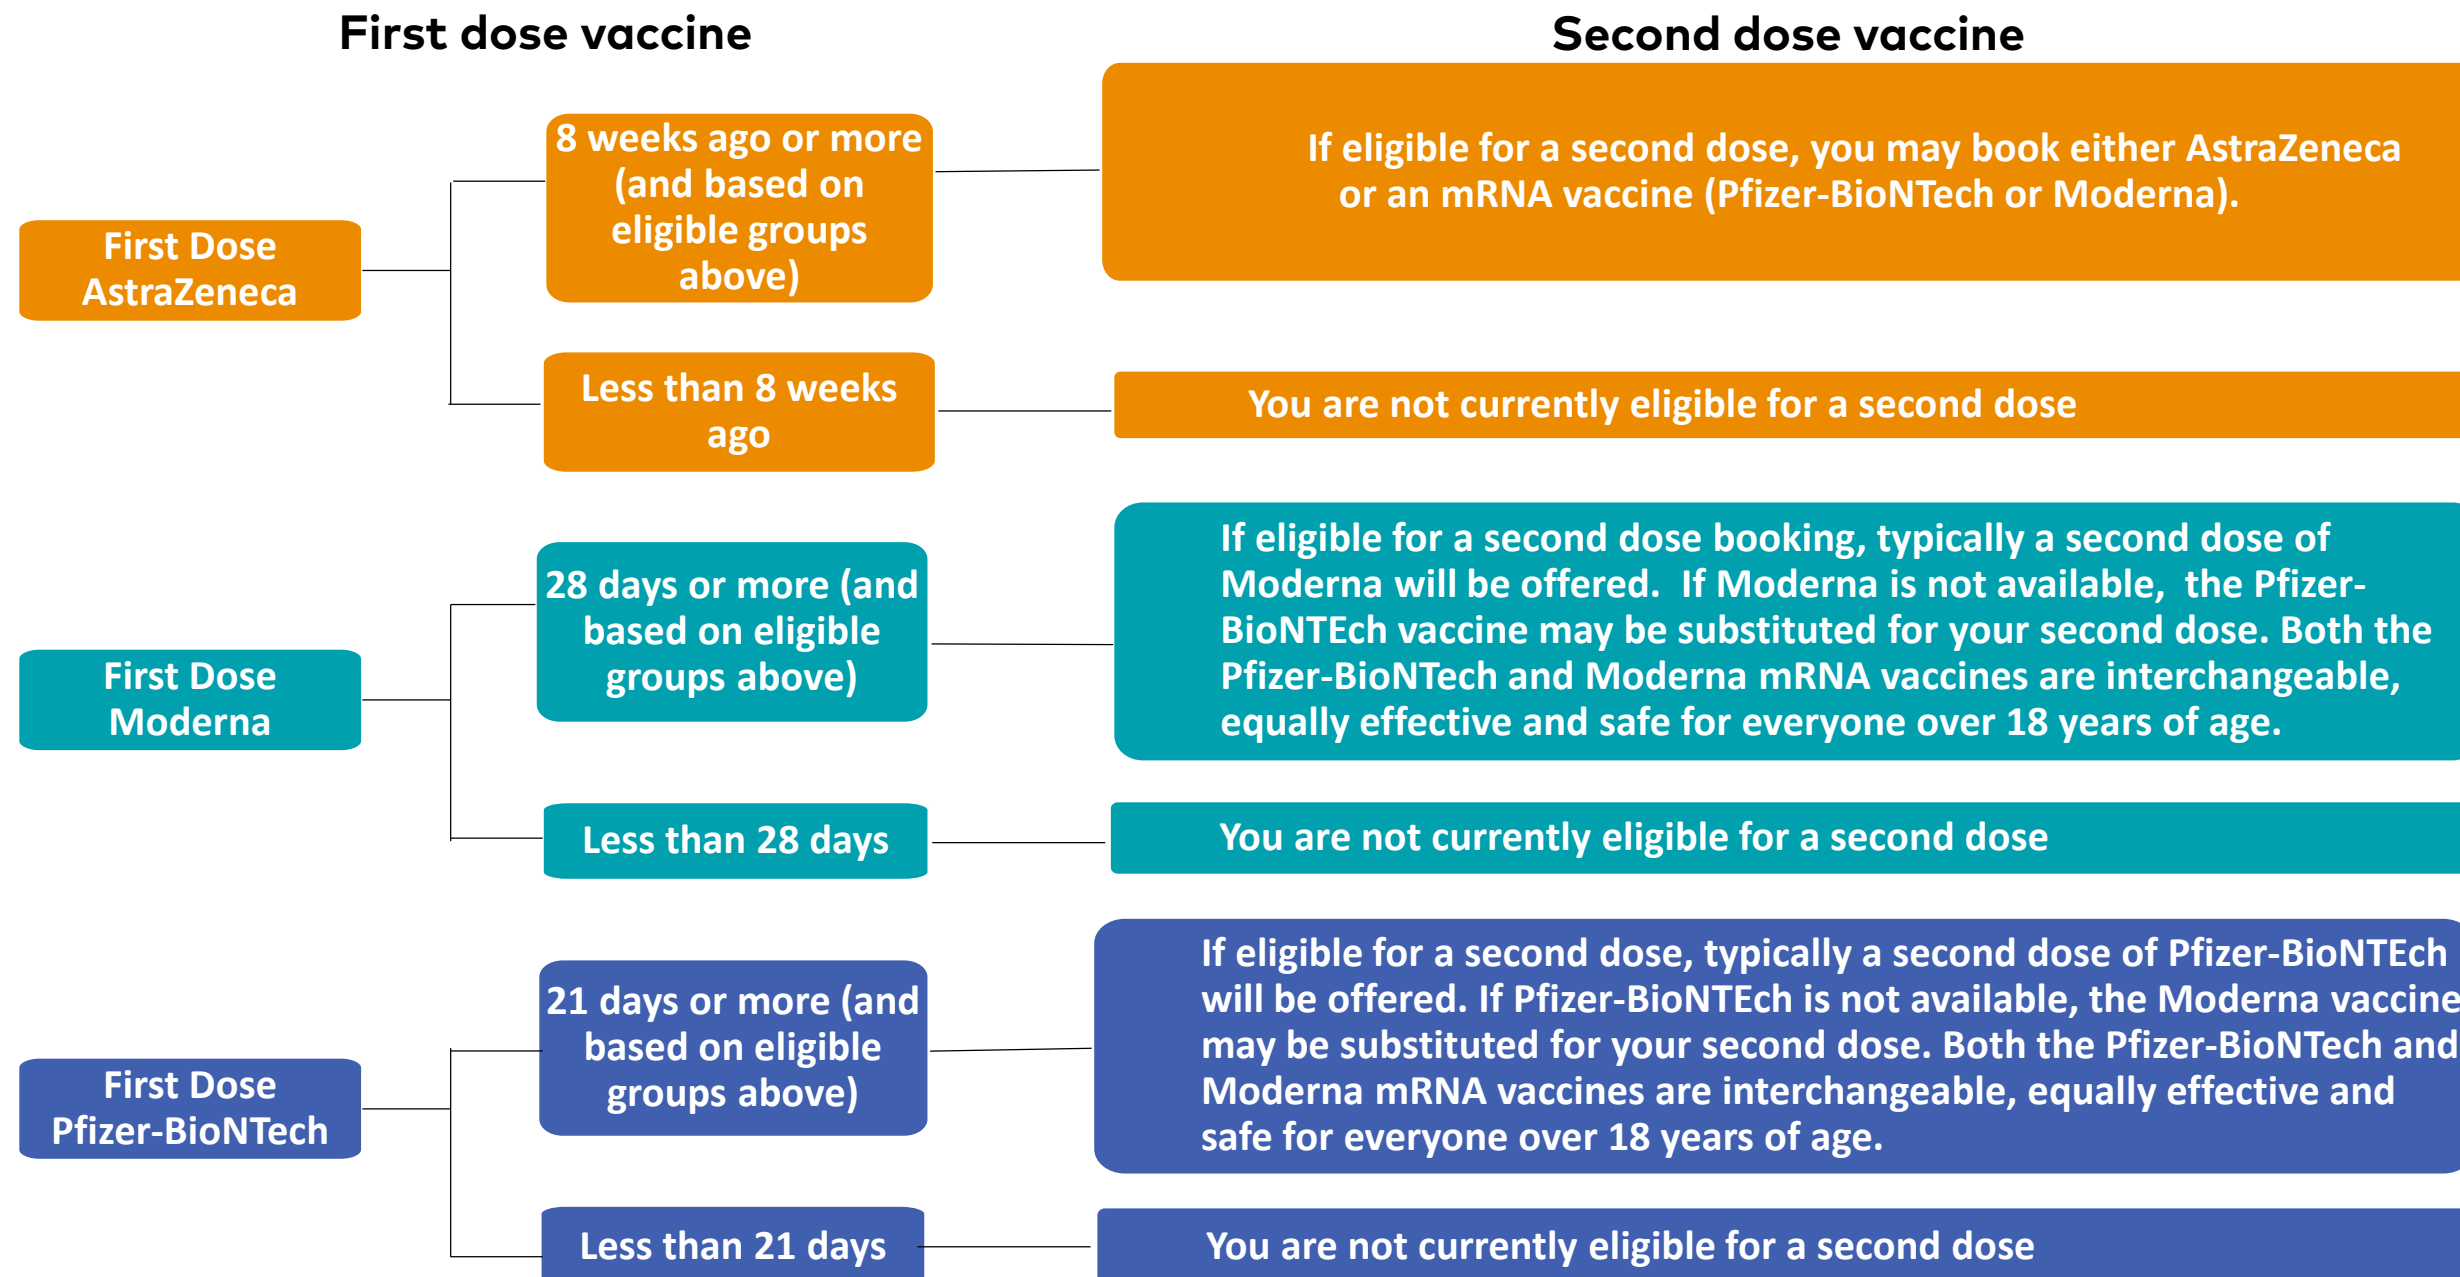 First dose vaccine
Second dose vaccine
First Dose
AstraZeneca
8 weeks ago or more
(and based on
eligible groups
above)
If eligible for a second dose, you may book either AstraZeneca
or an mRNA vaccine (Pfizer-BioNTech or Moderna).
Less than 8 weeks
ago
You are not currently eligible for a second dose
First Dose
Moderna
28 days or more (and
based on eligible
groups above)
If eligible for a second dose booking, typically a second dose of
Moderna will be offered.  If Moderna is not available,  the Pfizer-
BioNTEch vaccine may be substituted for your second dose. Both the
Pfizer-BioNTech and Moderna mRNA vaccines are interchangeable,
equally effective and safe for everyone over 18 years of age.
Less than 28 days
You are not currently eligible for a second dose
First Dose
Pfizer-BioNTech
21 days or more (and
based on eligible
groups above)
If eligible for a second dose, typically a second dose of Pfizer-BioNTEch
will be offered. If Pfizer-BioNTEch is not available, the Moderna vaccine
may be substituted for your second dose. Both the Pfizer-BioNTech and
Moderna mRNA vaccines are interchangeable, equally effective and
safe for everyone over 18 years of age.
Less than 21 days
You are not currently eligible for a second dose